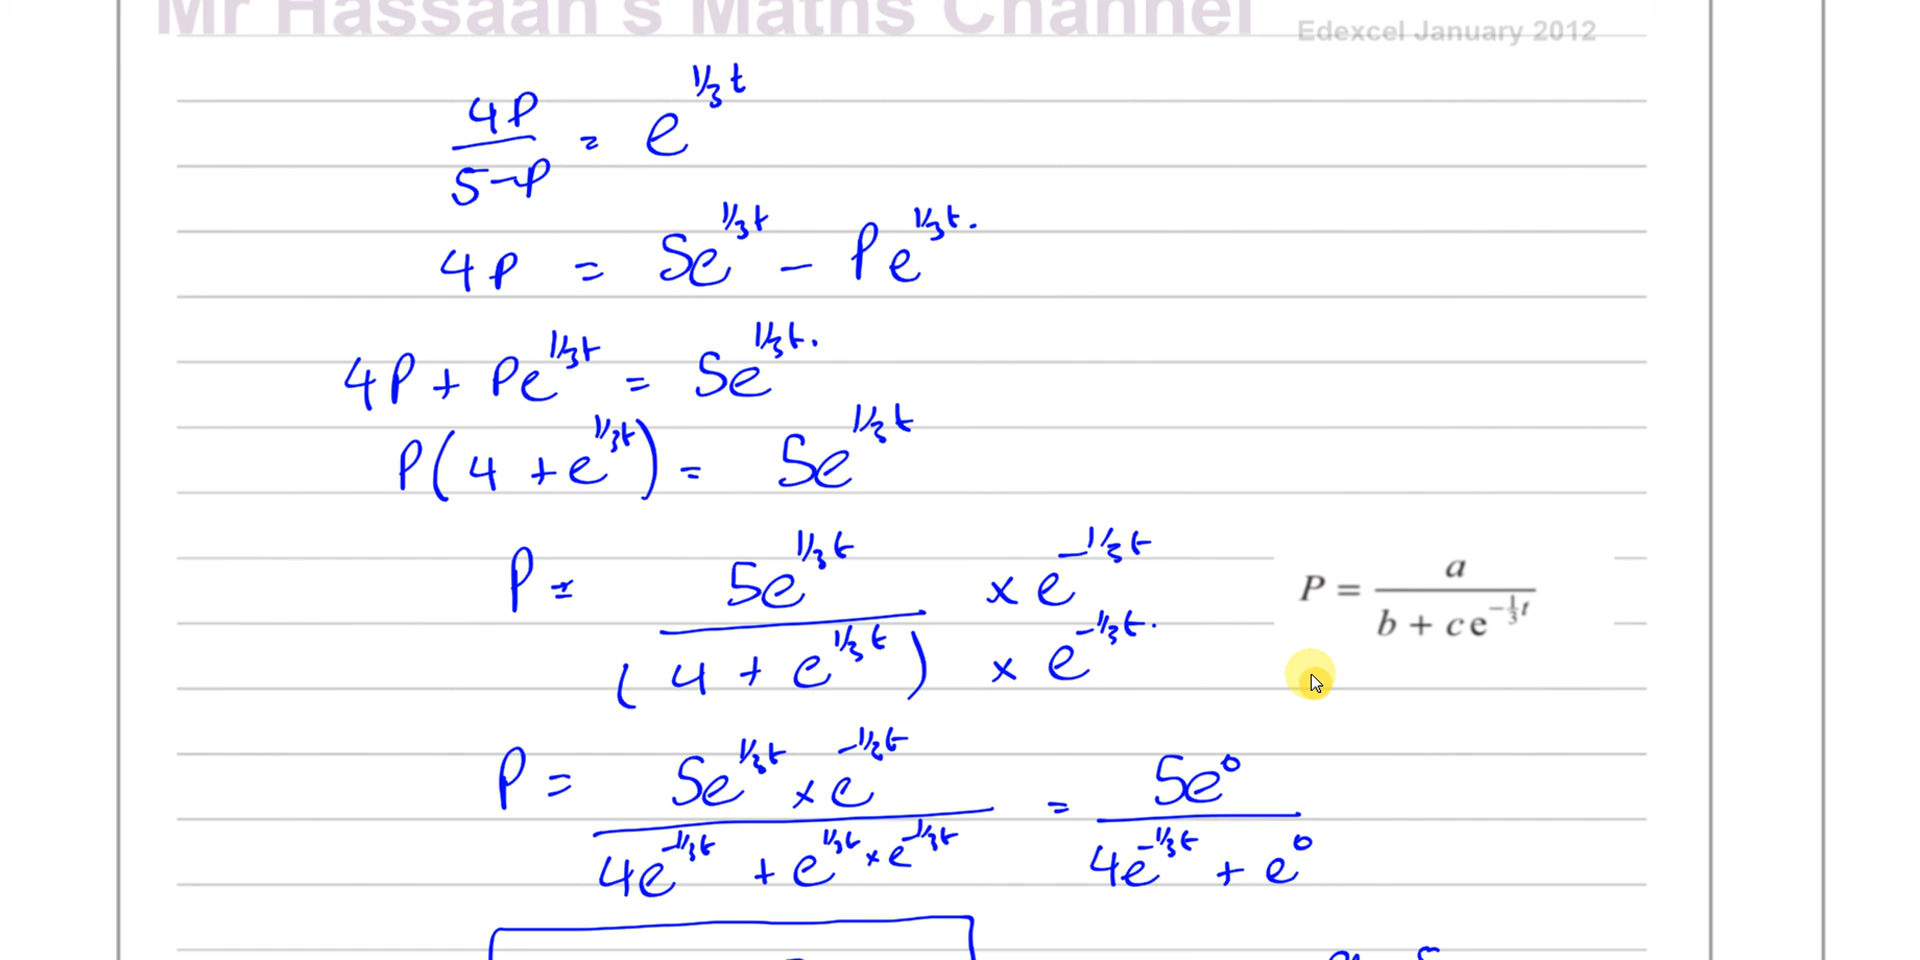 Mr Hassaan's Maths Channel
Edexcel January 2012
4P/(5-P) = e^(1/3 t)
4P = 5e^(1/3 t) - Pe^(1/3 t).
4P + Pe^(1/3 t) = 5e^(1/3 t).
P(4 + e^(1/3 t)) = 5e^(1/3 t)
P = 5e^(1/3 t)/(4 + e^(1/3 t)) × e^(-1/3 t)/× e^(-1/3 t).
P = a/(b + ce^(-1/3 t))
P = (5e^(1/3 t) × e^(-1/3 t))/(4e^(-1/3 t) + e^(1/3 t) × e^(-1/3 t)) = 5e^0/(4e^(-1/3 t) + e^0)